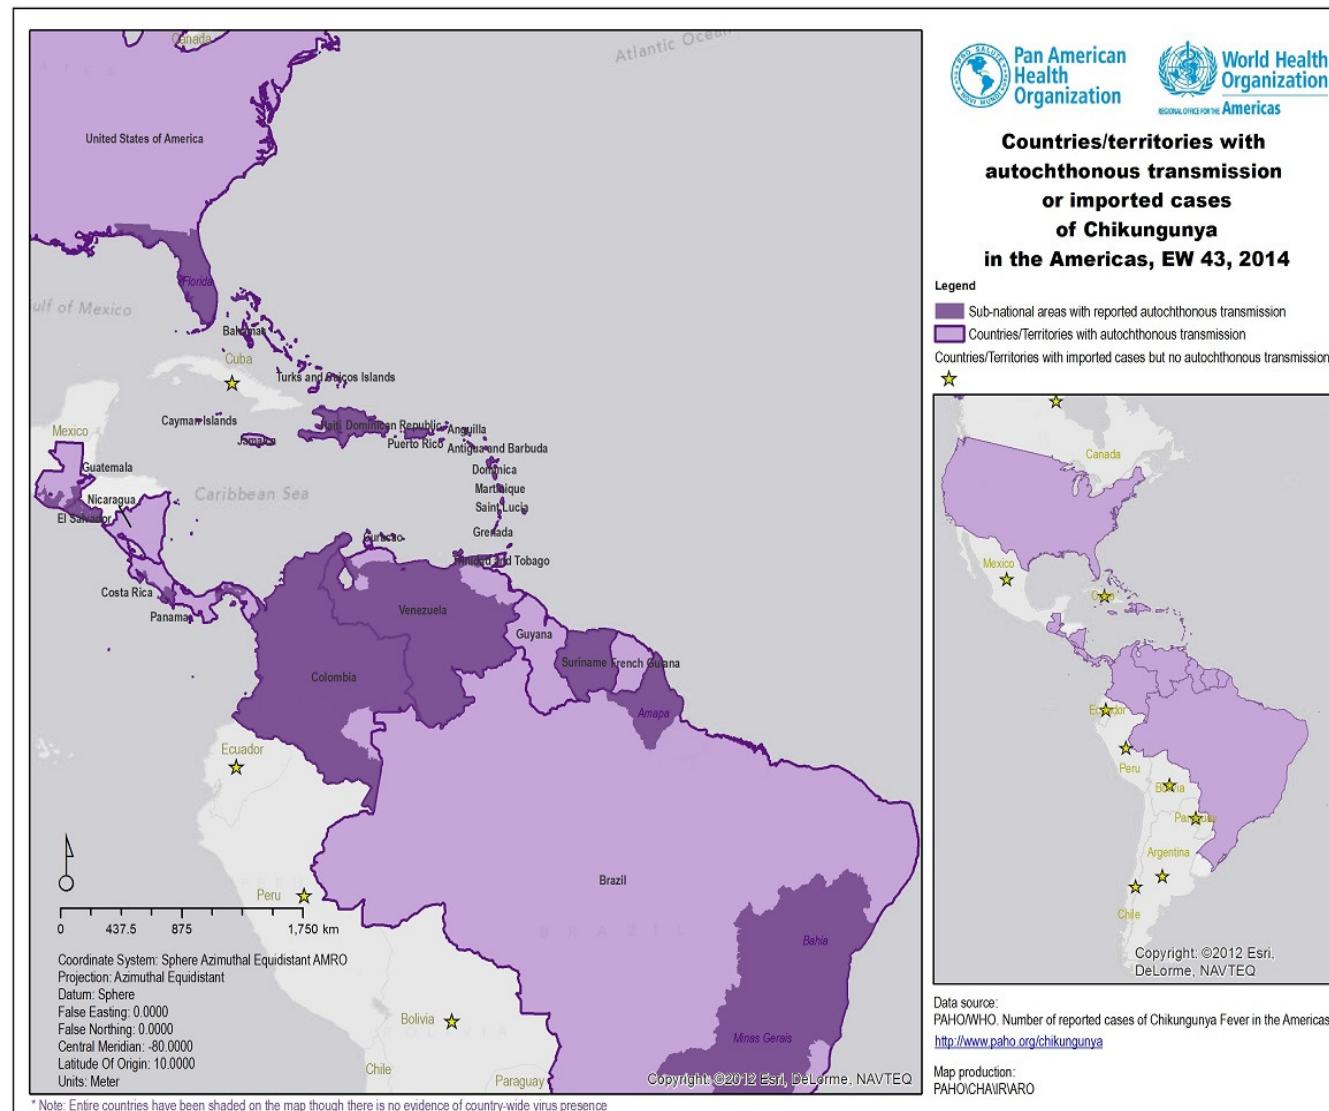 Canada
Atlantic Ocean
United States of America
Florida
Gulf of Mexico
Bahamas
Cuba
Turks and Caicos Islands
Cayman Islands
Haiti Dominican Republic
Mexico
Jamaica
Puerto Rico
Anguilla
Antigua and Barbuda
Guatemala
Dominica
Nicaragua
Caribbean Sea
Martinique
El Salvador
Saint Lucia
Grenada
Curacao
Trinidad and Tobago
Costa Rica
Panama
Venezuela
Guyana
Suriname
French Guiana
Colombia
Amapa
Ecuador
Peru
Brazil
BRAZIL
Bahia
0 437.5 875 1,750 km
Coordinate System: Sphere Azimuthal Equidistant AMRO
Projection: Azimuthal Equidistant
Datum: Sphere
False Easting: 0.0000
False Northing: 0.0000
Central Meridian: -80.0000
Latitude Of Origin: 10.0000
Units: Meter
Bolivia
Minas Gerais
Chile
Paraguay
Copyright: ©2012 Esri, DeLorme, NAVTEQ
* Note: Entire countries have been shaded on the map though there is no evidence of country-wide virus presence
PRO SALUTE
NOVI MUNDI
Pan American
Health
Organization
World Health
Organization
REGIONAL OFFICE FOR THE Americas
Countries/territories with
autochthonous transmission
or imported cases
of Chikungunya
in the Americas, EW 43, 2014
Legend
Sub-national areas with reported autochthonous transmission
Countries/Territories with autochthonous transmission
Countries/Territories with imported cases but no autochthonous transmission
Canada
Mexico
Cuba
Ecuador
Peru
Bolivia
Paraguay
Argentina
Chile
Copyright: ©2012 Esri,
DeLorme, NAVTEQ
Data source:
PAHO/WHO. Number of reported cases of Chikungunya Fever in the Americas
http://www.paho.org/chikungunya
Map production:
PAHO\CHA\IR\ARO